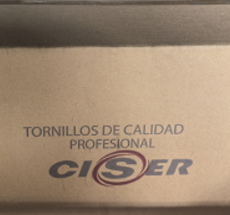 TORNILLOS DE CALIDAD
PROFESIONAL
CISER